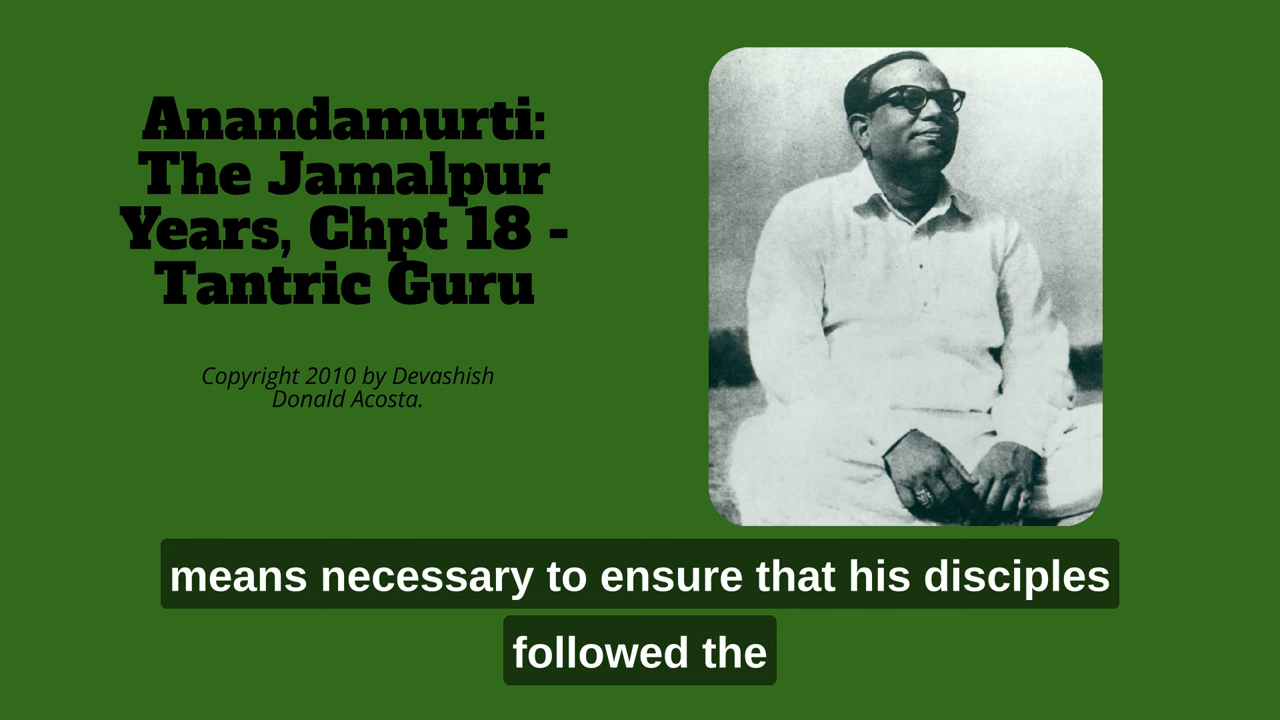 Anandamurti:
The Jamalpur
Years, Chpt 18 -
Tantric Guru
Copyright 2010 by Devashish
Donald Acosta.
means necessary to ensure that his disciples
followed the